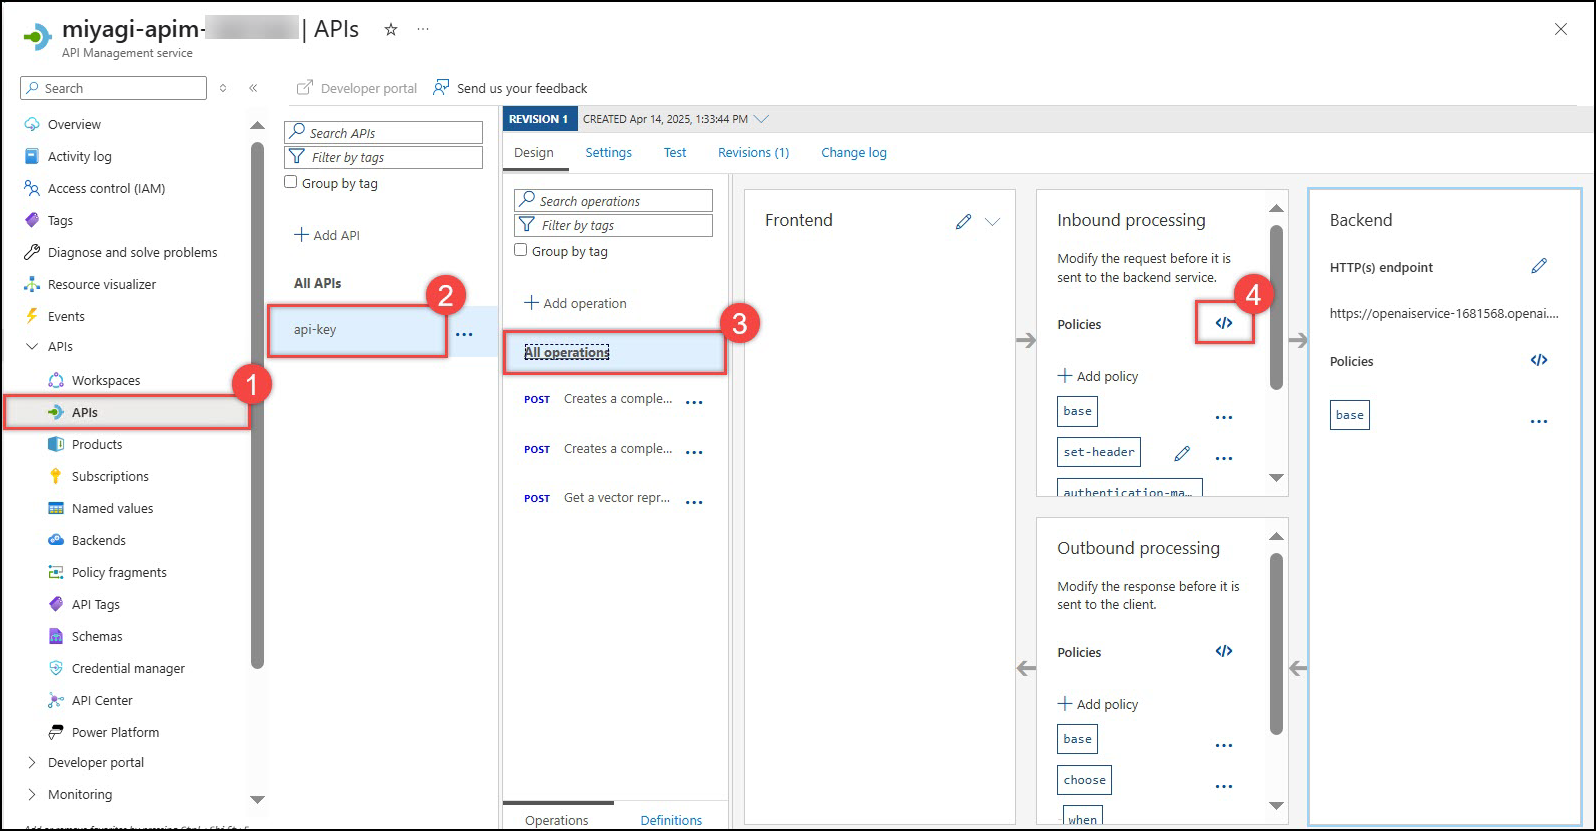 miyagi-apim- | APIs
API Management service
Search
Developer portal
Send us your feedback
Overview
Activity log
Access control (IAM)
Tags
Diagnose and solve problems
Resource visualizer
Events
APIs
Workspaces
APIs
1
Products
Subscriptions
Named values
Backends
Policy fragments
API Tags
Schemas
Credential manager
API Center
Power Platform
Developer portal
Monitoring
Search APIs
Filter by tags
Group by tag
Add API
All APIs
api-key
...
2
REVISION 1
CREATED Apr 14, 2025, 1:33:44 PM
Design
Settings
Test
Revisions (1)
Change log
Search operations
Filter by tags
Group by tag
Add operation
All operations
3
POST Creates a comple... ...
POST Creates a comple... ...
POST Get a vector repr... ...
Operations
Definitions
Frontend
Inbound processing
Modify the request before it is
sent to the backend service.
Policies
</>
4
Add policy
base
...
set-header
...
authentication-ma...
Outbound processing
Modify the response before it is
sent to the client.
Policies
</>
Add policy
base
...
choose
...
when
Backend
HTTP(s) endpoint
https://openaiservice-1681568.openai....
Policies
</>
base
...